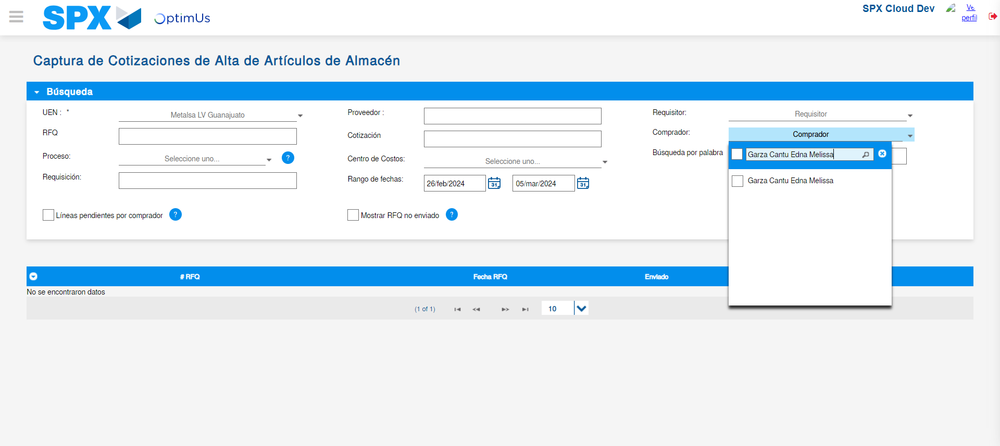 SPX OptimUs
SPX Cloud Dev
Ve
perfil
Captura de Cotizaciones de Alta de Artículos de Almacén
Búsqueda
UEN : *
Metalsa LV Guanajuato
Proveedor :
Requisitor:
Requisitor
RFQ
Cotización
Comprador:
Comprador
Proceso:
Seleccione uno...
?
Centro de Costos:
Seleccione uno...
Búsqueda por palabra
Garza Cantu Edna Melissa
Garza Cantu Edna Melissa
Requisición:
Rango de fechas:
26/feb/2024
31
05/mar/2024
31
Líneas pendientes por comprador
?
Mostrar RFQ no enviado
?
# RFQ
Fecha RFQ
Enviado
No se encontraron datos
(1 of 1)
10